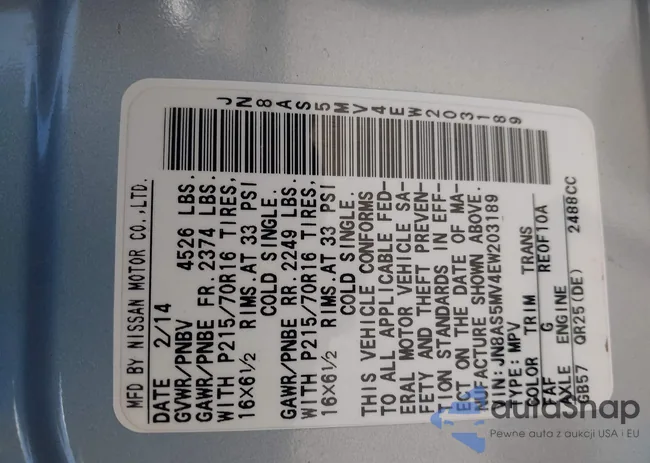 JN8AS5MV4EW203189
MFD BY NISSAN MOTOR CO.,LTD.
DATE 2/14
GVWR/PNBV 4526 LBS.
GAWR/PNBE FR. 2374 LBS.
WITH P215/70R16 TIRES,
16X6½ RIMS.AT 33 PSI
COLD SINGLE.
GAWR/PNBE RR. 2249 LBS.
WITH P215/70R16 TIRES,
16X6½ RIMS.AT 33 PSI
COLD SINGLE.
THIS VEHICLE CONFORMS
TO ALL APPLICABLE FED-
ERAL MOTOR VEHICLE SA-
FETY AND THEFT PREVEN-
TION STANDARDS IN EFF-
ECT ON THE DATE OF MA-
NUFACTURE SHOWN ABOVE.
VIN: JN8AS5MV4EW203189
TYPE: MPV
COLOR TRIM TRANS
FAF G RE0F10A
AXLE ENGINE
GB57 QR25(DE) 2488CC
autaSnap
Pewne auta z aukcji USA i EU